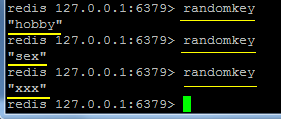 redis 127.0.0.1:6379> randomkey
"hobby"
redis 127.0.0.1:6379> randomkey
"sex"
redis 127.0.0.1:6379> randomkey
"xxx"
redis 127.0.0.1:6379>